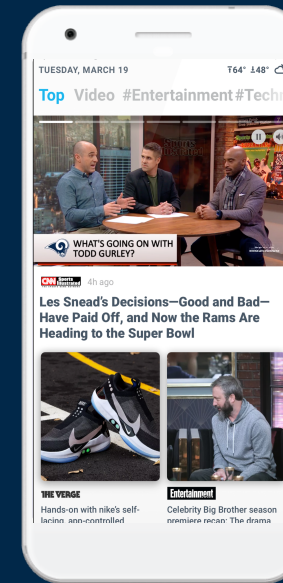 TUESDAY, MARCH 19
↑64° ↓48°
Top Video #Entertainment #Techn
WHAT'S GOING ON WITH
TODD GURLEY?
CNN Sports Illustrated 4h ago
Les Snead's Decisions—Good and Bad—
Have Paid Off, and Now the Rams Are
Heading to the Super Bowl
THE VERGE
Hands-on with nike's self-
lacing, app-controlled
Entertainment
Celebrity Big Brother season
premiere recap: The drama